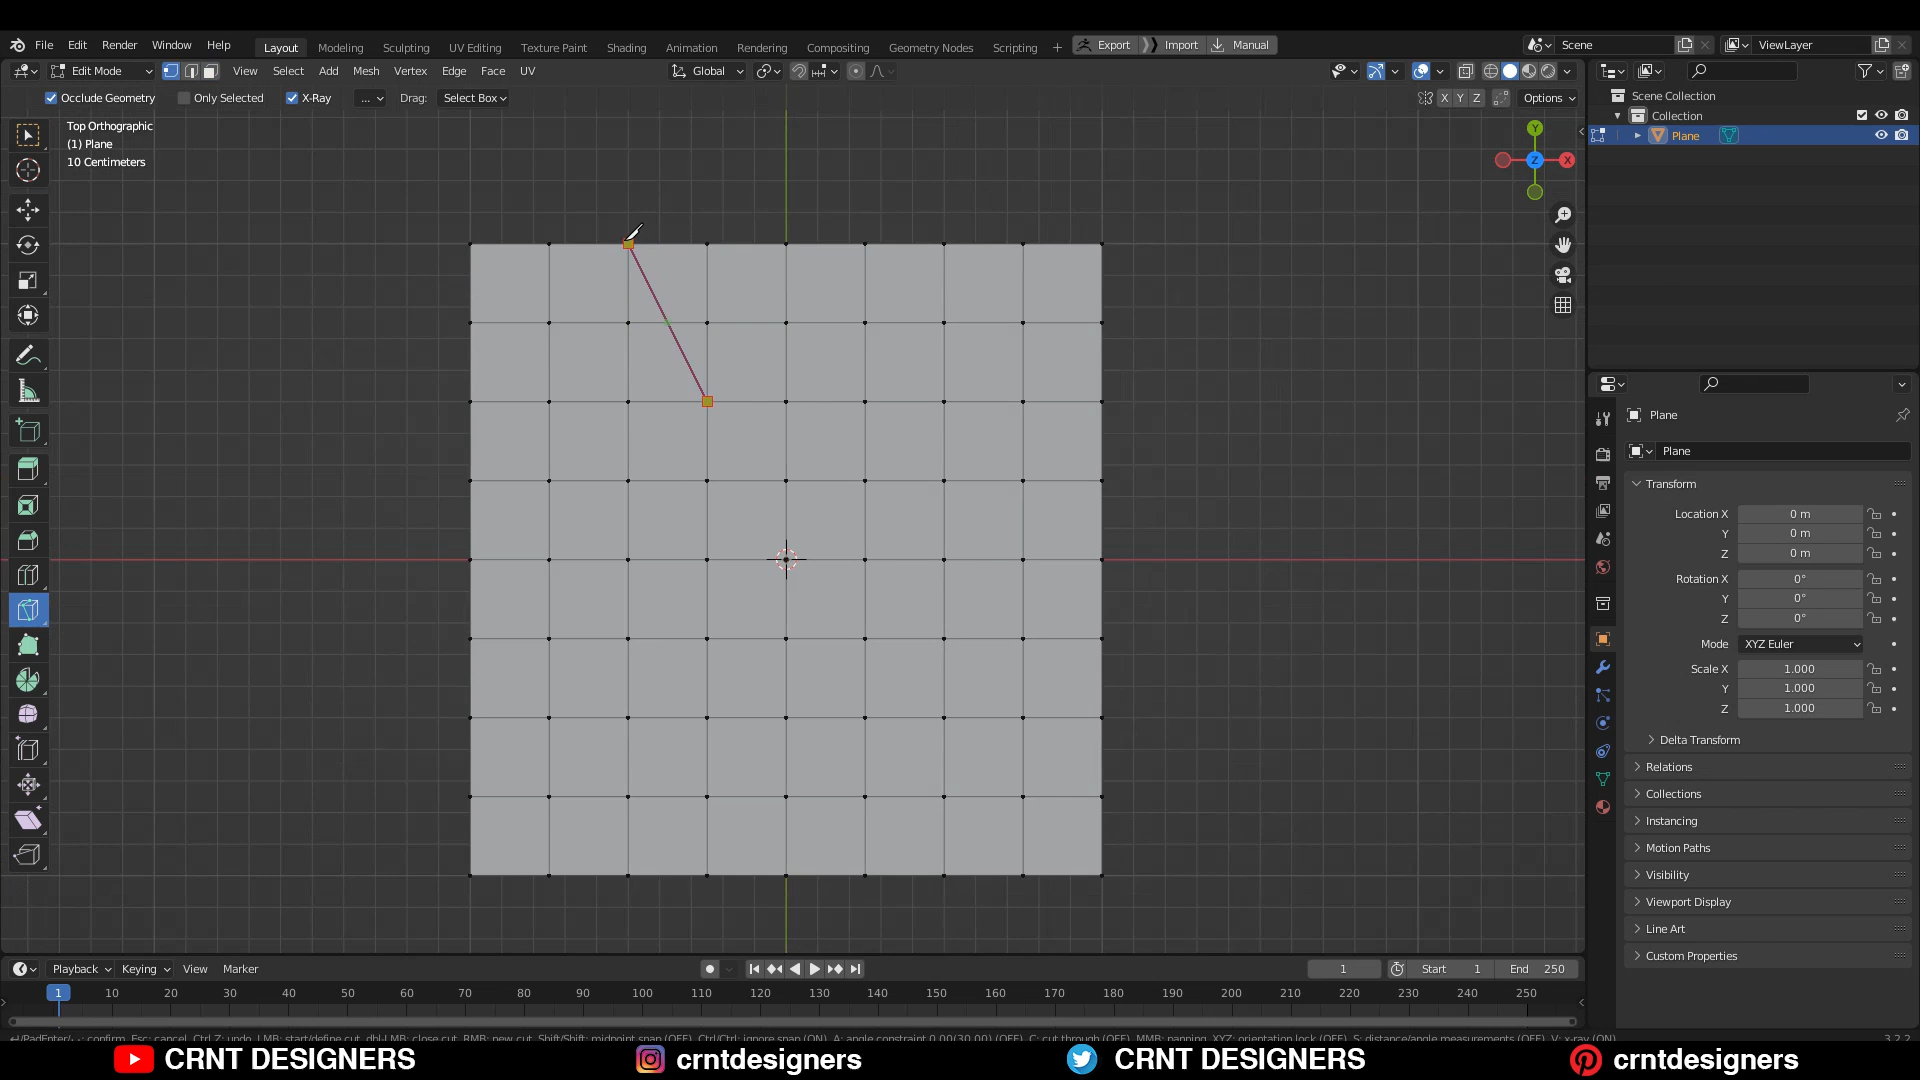 File Edit Render Window Help Layout Modeling Sculpting UV Editing Texture Paint Shading Animation Rendering Compositing Geometry Nodes Scripting + Export Import Manual Scene ViewLayer
Edit Mode View Select Add Mesh Vertex Edge Face UV Global
Occlude Geometry Only Selected X-Ray ... Drag: Select Box X Y Z Options
Top Orthographic
(1) Plane
10 Centimeters
Y
Z X
Scene Collection
Collection
Plane
Plane
Plane
Transform
Location X 0 m
Y 0 m
Z 0 m
Rotation X 0°
Y 0°
Z 0°
Mode XYZ Euler
Scale X 1.000
Y 1.000
Z 1.000
Delta Transform
Relations
Collections
Instancing
Motion Paths
Visibility
Viewport Display
Line Art
Custom Properties
Playback Keying View Marker 1 Start 1 End 250
1 10 20 30 40 50 60 70 80 90 100 110 120 130 140 150 160 170 180 190 200 210 220 230 240 250
CRNT DESIGNERS crntdesigners CRNT DESIGNERS crntdesigners